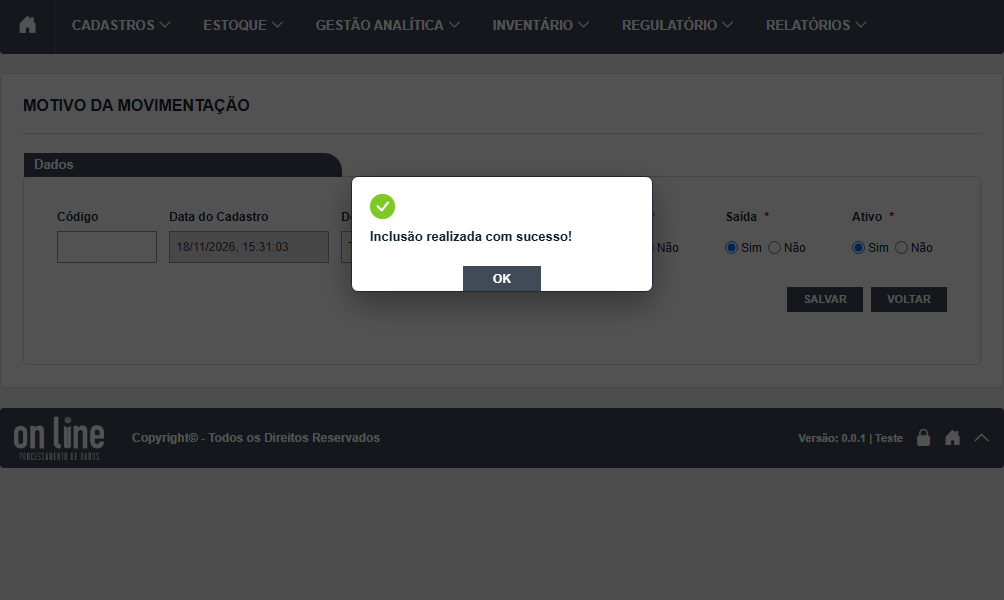 CADASTROS ESTOQUE GESTÃO ANALÍTICA INVENTÁRIO REGULATÓRIO RELATÓRIOS
MOTIVO DA MOVIMENTAÇÃO
Dados
Código Data do Cadastro Saída * Ativo *
18/11/2026, 15:31:03 Não Sim Não Sim Não
Inclusão realizada com sucesso!
OK
SALVAR VOLTAR
on line
PROCESSAMENTO DE DADOS
Copyright© - Todos os Direitos Reservados
Versão: 0.0.1 | Teste